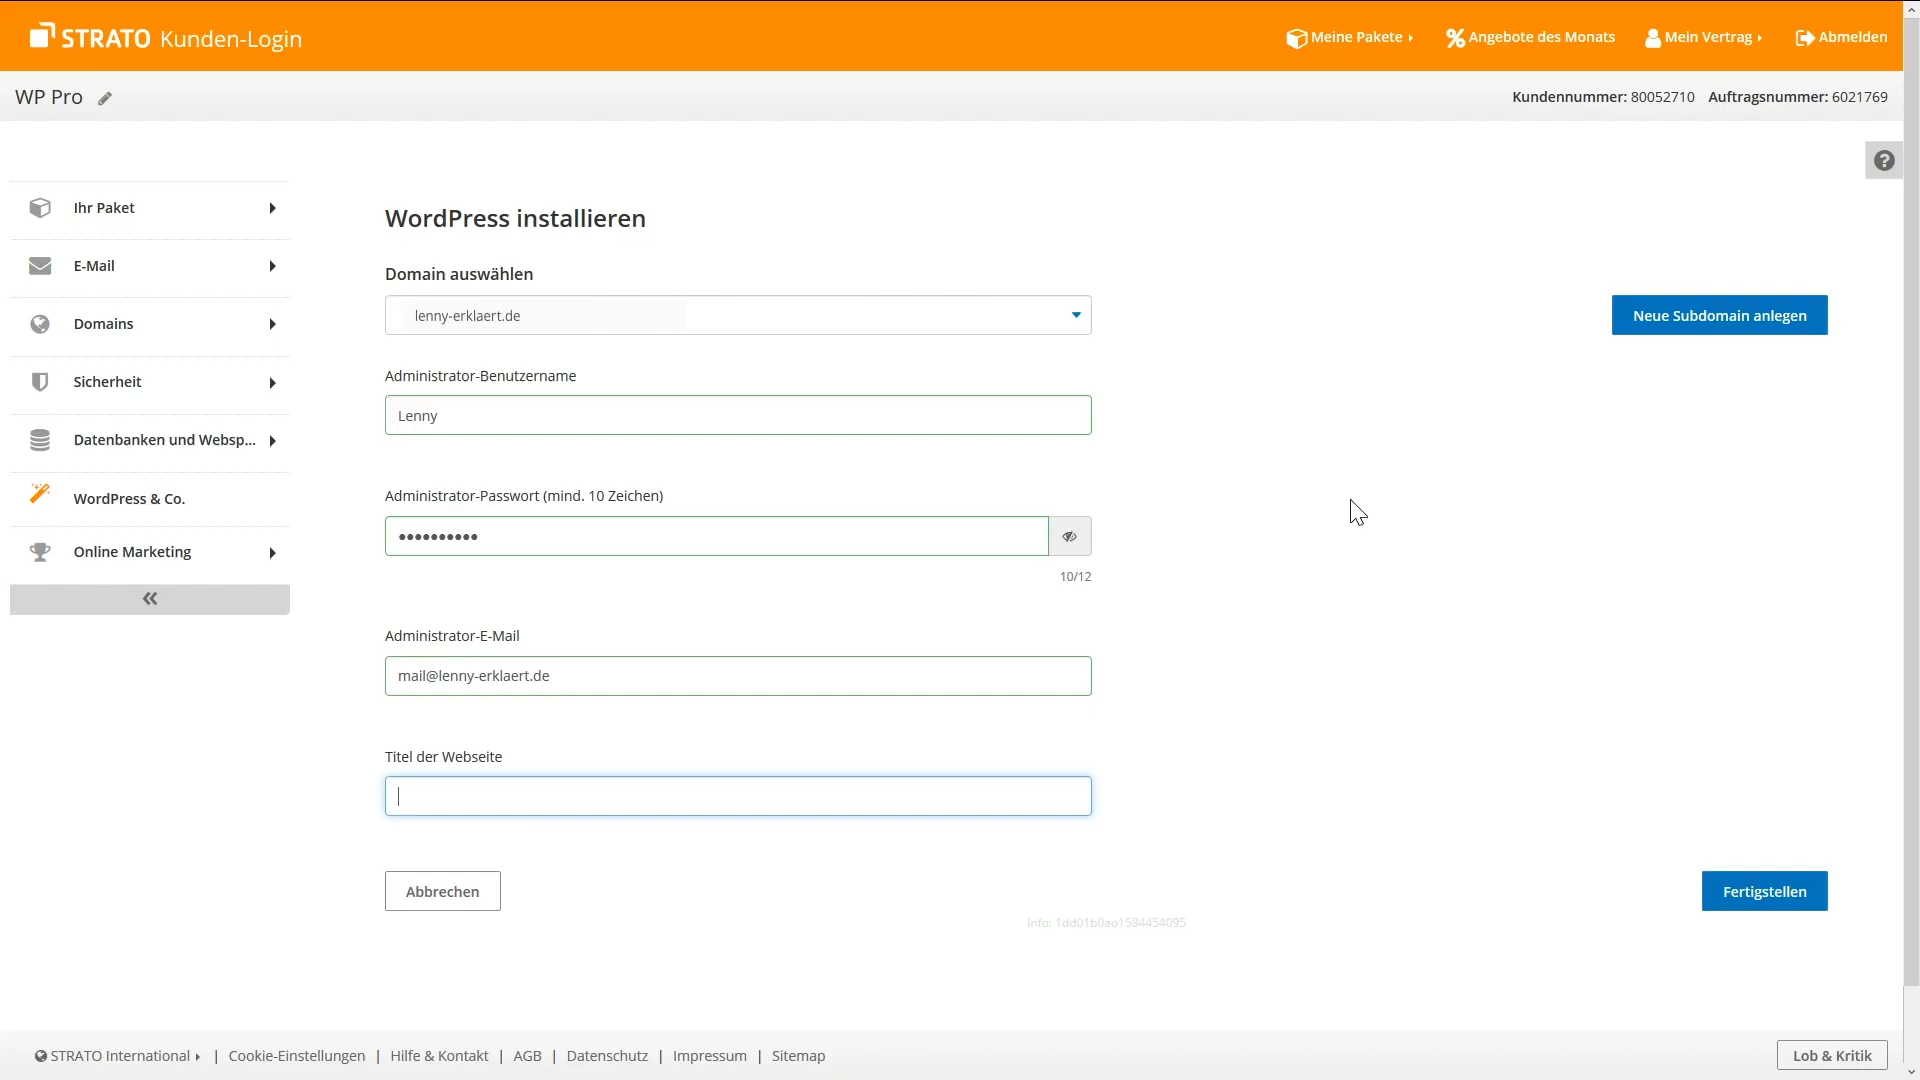 STRATO Kunden-Login
Meine Pakete
Angebote des Monats
Mein Vertrag
Abmelden
WP Pro
Kundennummer: 80052710 Auftragsnummer: 6021769
Ihr Paket
E-Mail
Domains
Sicherheit
Datenbanken und Websp...
WordPress & Co.
Online Marketing
WordPress installieren
Domain auswählen
lenny-erklaert.de
Neue Subdomain anlegen
Administrator-Benutzername
Lenny
Administrator-Passwort (mind. 10 Zeichen)
••••••••••
10/12
Administrator-E-Mail
mail@lenny-erklaert.de
Titel der Webseite
Abbrechen
Fertigstellen
Info: 1dd01b0ao1584454095
STRATO International | Cookie-Einstellungen | Hilfe & Kontakt | AGB | Datenschutz | Impressum | Sitemap
Lob & Kritik